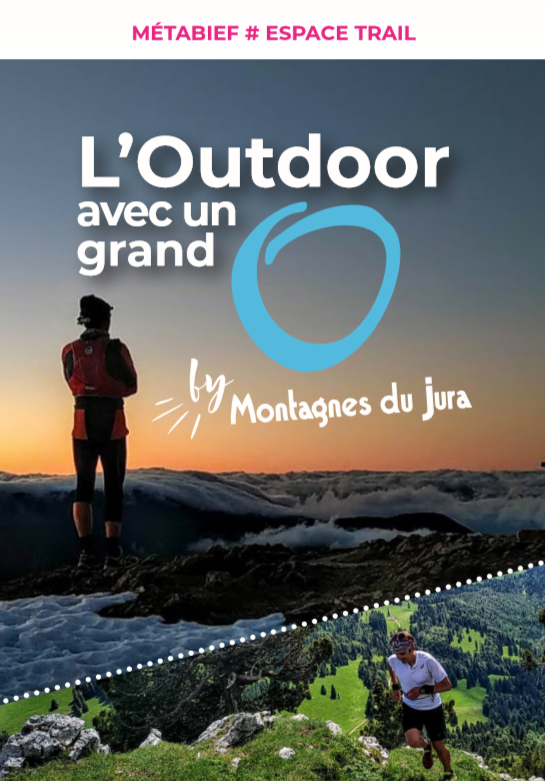 MÉTABIEF # ESPACE TRAIL
L'Outdoor
avec un
grand
O
by Montagnes du Jura